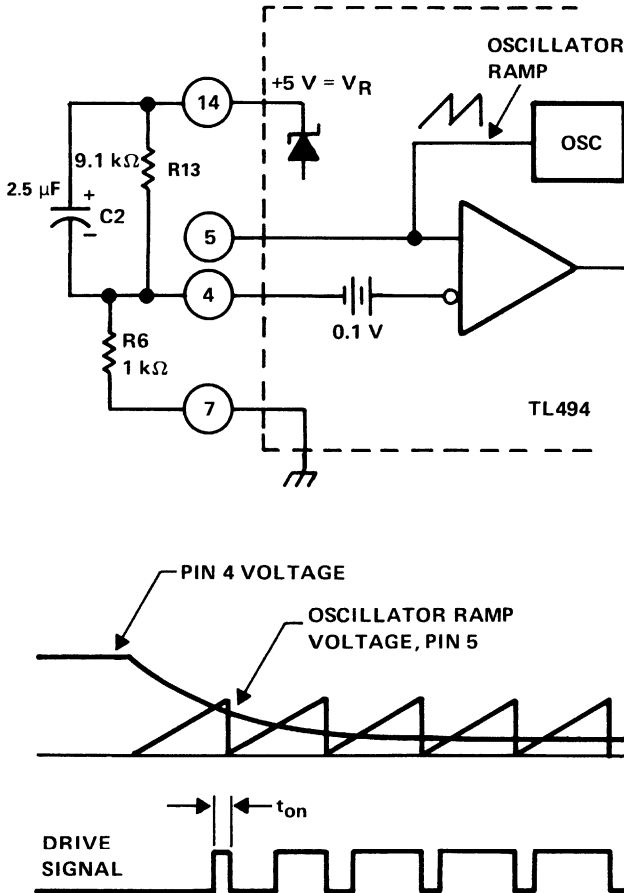 OSCILLATOR
RAMP
14
+5 V = VR
OSC
9.1 kΩ
R13
2.5 μF
+
C2
–
5
4
0.1 V
R6
1 kΩ
7
TL494
PIN 4 VOLTAGE
OSCILLATOR RAMP
VOLTAGE, PIN 5
ton
DRIVE
SIGNAL